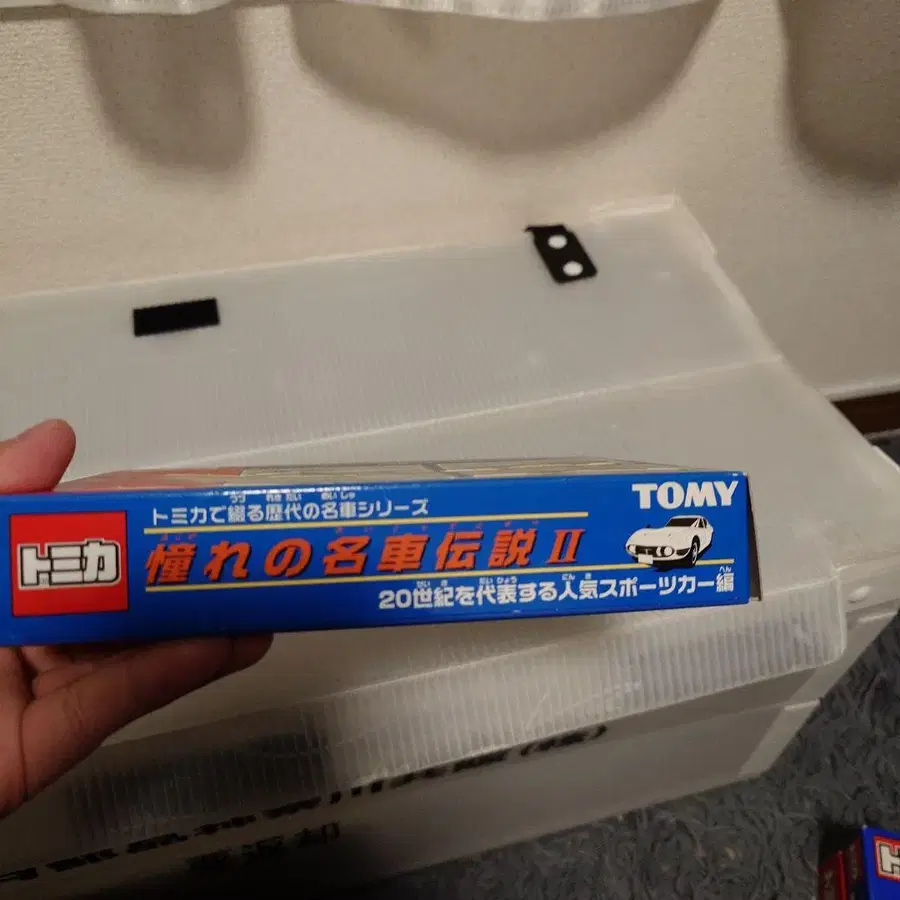 トミカ
トミカで綴る歴代の名車シリーズ
憧れの名車伝説 II
20世紀を代表する人気スポーツカー編
TOMY